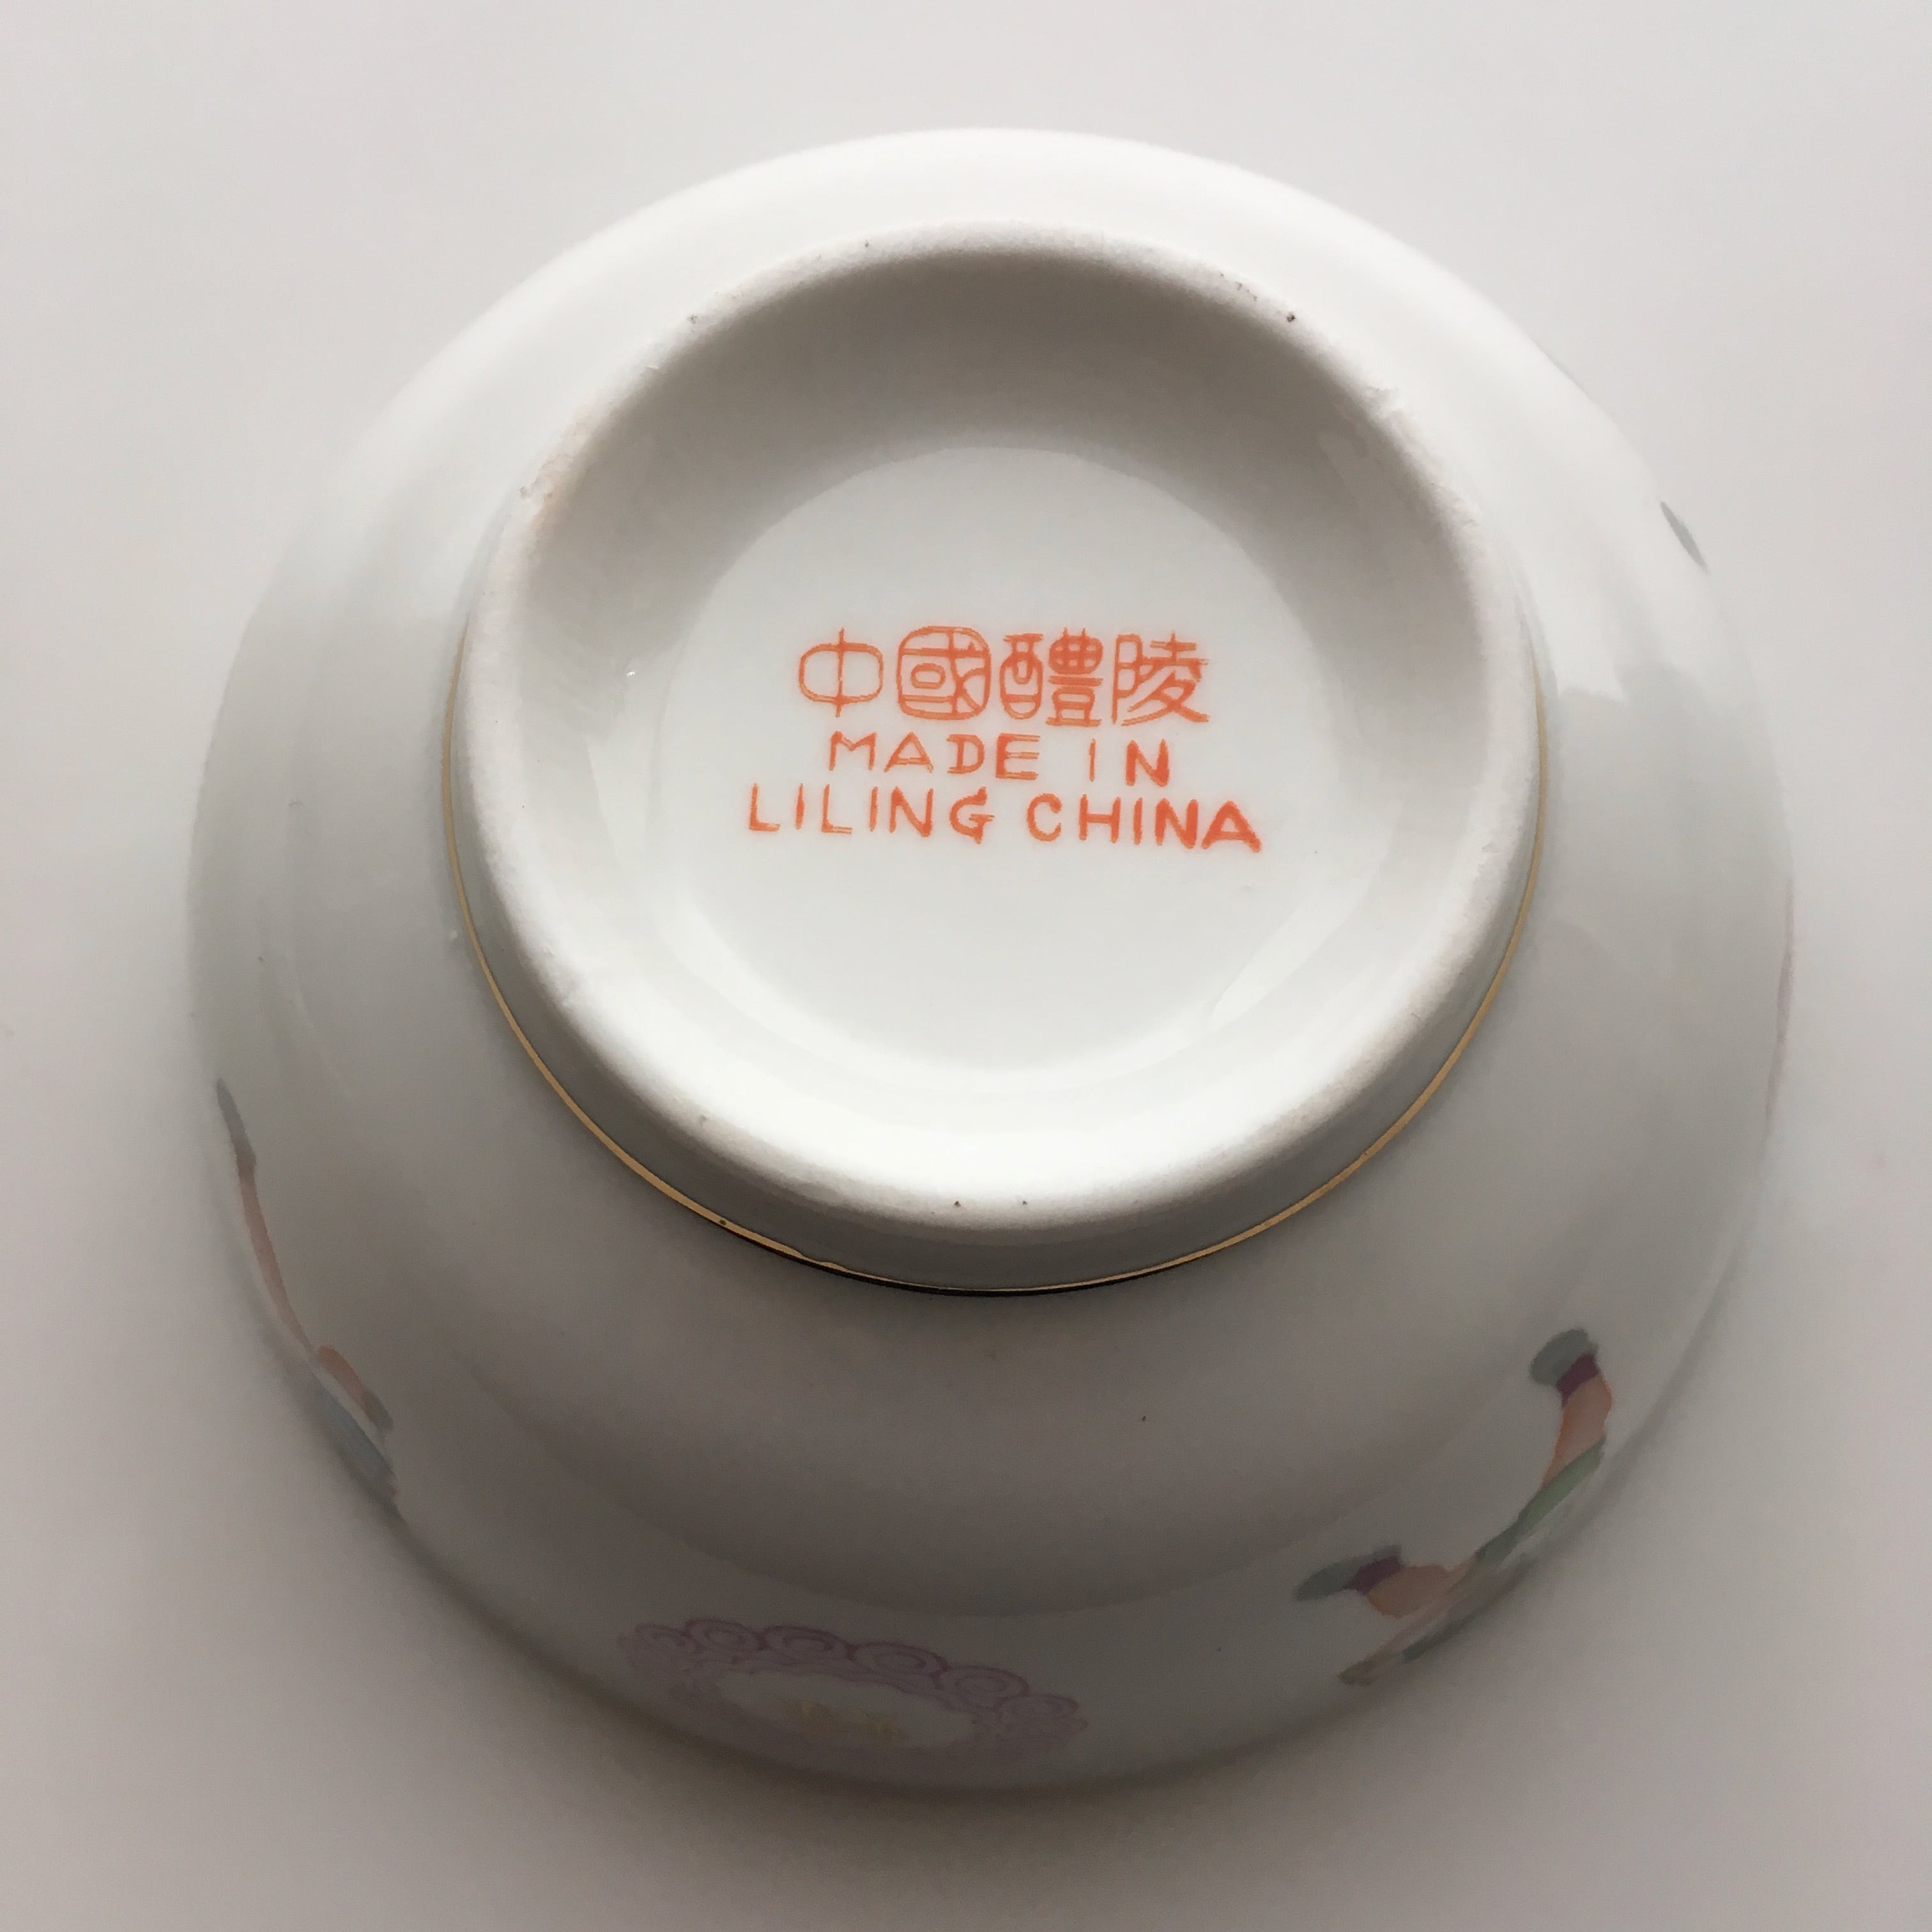 中國醴陵
MADE IN
LILING CHINA